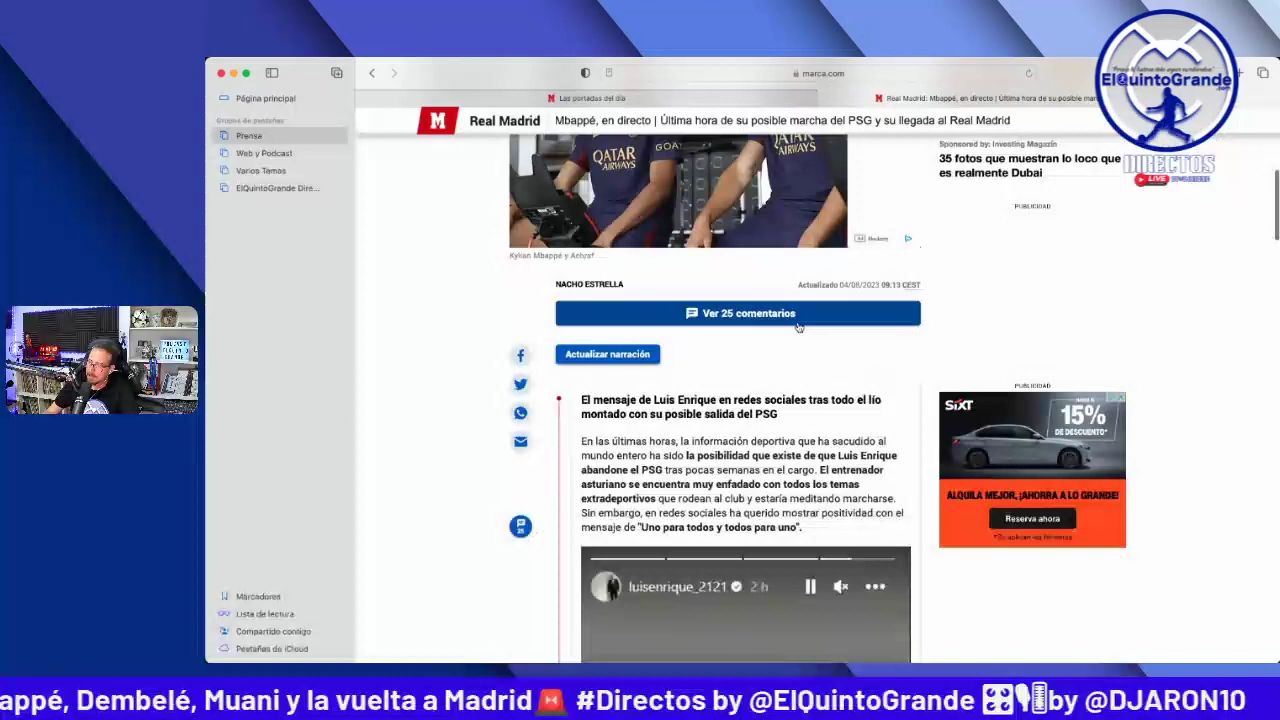 ElQuintoGrande
.com
DIRECTOS
LIVE
Página principal
Grupos de pestañas
Prensa
Web y Podcast
Varios Temas
ElQuintoGrande Dire...
Marcadores
Lista de lectura
Compartido contigo
Pestañas de iCloud
marca.com
Las portadas del día
Real Madrid: Mbappé, en directo | Última hora de su posible mar
M Real Madrid Mbappé, en directo | Última hora de su posible marcha del PSG y su llegada al Real Madrid
QATAR
AIRWAYS
GOA
QATAR
AIRWAYS
Kylian Mbappé y Achraf
Sponsored by: Investing Magazin
35 fotos que muestran lo loco que
es realmente Dubai
PUBLICIDAD
NACHO ESTRELLA
Actualizado 04/08/2023 09:13 CEST
Ver 25 comentarios
Actualizar narración
El mensaje de Luis Enrique en redes sociales tras todo el lío
montado con su posible salida del PSG
En las últimas horas, la información deportiva que ha sacudido al
mundo entero ha sido la posibilidad que existe de que Luis Enrique
abandone el PSG tras pocas semanas en el cargo. El entrenador
asturiano se encuentra muy enfadado con todos los temas
extradeportivos que rodean al club y estaría meditando marcharse.
Sin embargo, en redes sociales ha querido mostrar positividad con el
mensaje de "Uno para todos y todos para uno".
25
luisenrique_2121 2 h
PUBLICIDAD
SiXT
15%
DE DESCUENTO*
ALQUILA MEJOR, ¡AHORRA A LO GRANDE!
Reserva ahora
appé, Dembelé, Muani y la vuelta a Madrid🚨 #Directos by @ElQuintoGrande 🎛️🎙️by @DJARON10